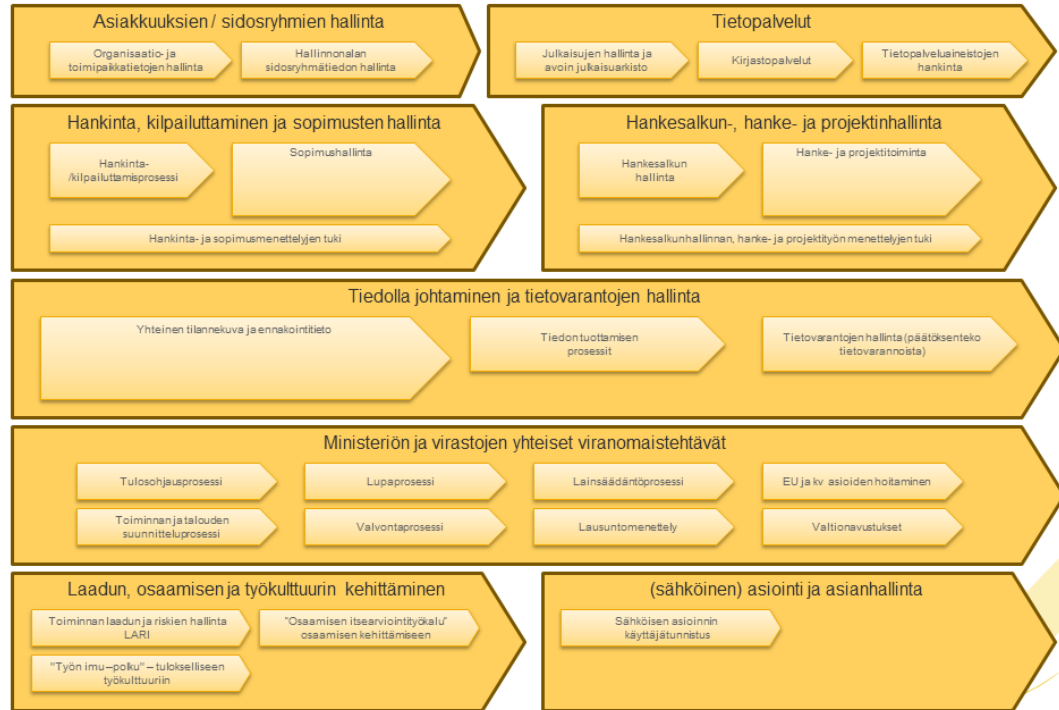 Asiakkuuksien / sidosryhmien hallinta
Organisaatio- ja
toimipaikkatietojen hallinta
Hallinnonalan
sidosryhmätiedon hallinta
Tietopalvelut
Julkaisujen hallinta ja
avoin julkaisuarkisto
Kirjastopalvelut
Tietopalveluaineistojen
hankinta
Hankinta, kilpailuttaminen ja sopimusten hallinta
Hankinta-
/kilpailuttamisprosessi
Sopimushallinta
Hankinta- ja sopimusmenettelyjen tuki
Hankesalkun-, hanke- ja projektinhallinta
Hankesalkun
hallinta
Hanke- ja projektitoiminta
Hankesalkunhallinnan, hanke- ja projektityön menettelyjen tuki
Tiedolla johtaminen ja tietovarantojen hallinta
Yhteinen tilannekuva ja ennakointitieto
Tiedon tuottamisen
prosessit
Tietovarantojen hallinta (päätöksenteko
tietovarannoista)
Ministeriön ja virastojen yhteiset viranomaistehtävät
Tulosohjausprosessi
Lupaprosessi
Lainsäädäntöprosessi
EU ja kv asioiden hoitaminen
Toiminnan ja talouden
suunnitteluprosessi
Valvontaprosessi
Lausuntomenettely
Valtionavustukset
Laadun, osaamisen ja työkulttuurin kehittäminen
Toiminnan laadun ja riskien hallinta
LARI
"Osaamisen itsearviointityökalu"
osaamisen kehittämiseen
"Työn imu –polku" – tulokselliseen
työkulttuuriin
(sähköinen) asiointi ja asianhallinta
Sähköisen asioinnin
käyttäjätunnistus